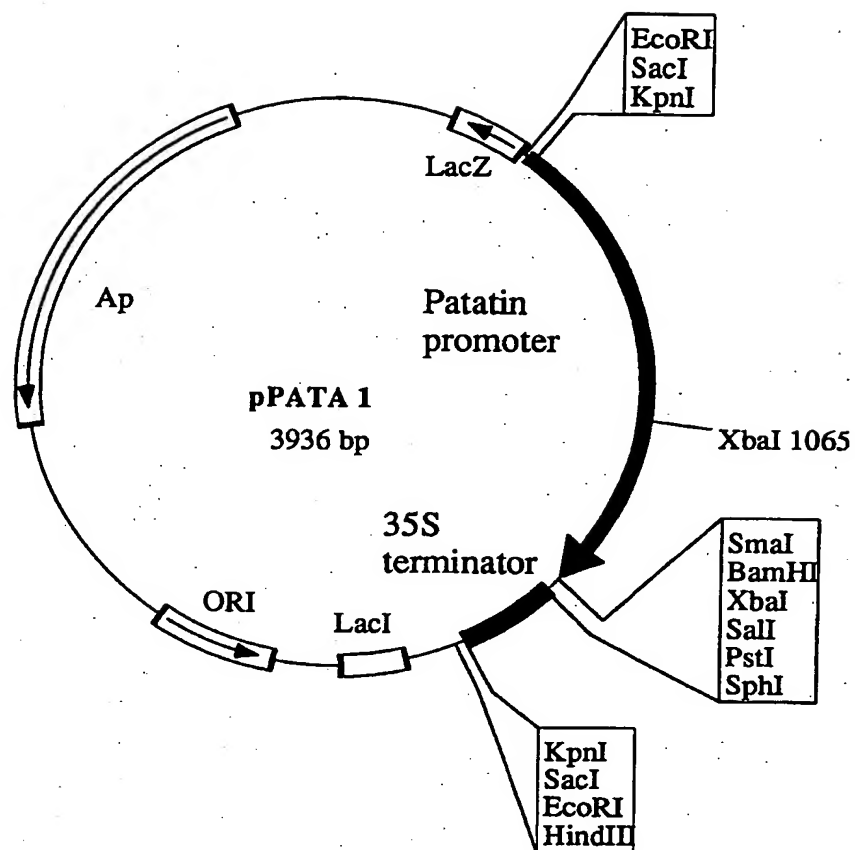 EcoRI
SacI
KpnI
LacZ
Ap
Patatin
promoter
pPATA 1
3936 bp
XbaI 1065
35S
terminator
SmaI
BamHI
XbaI
SalI
PstI
SphI
ORI
LacI
KpnI
SacI
EcoRI
HindIII